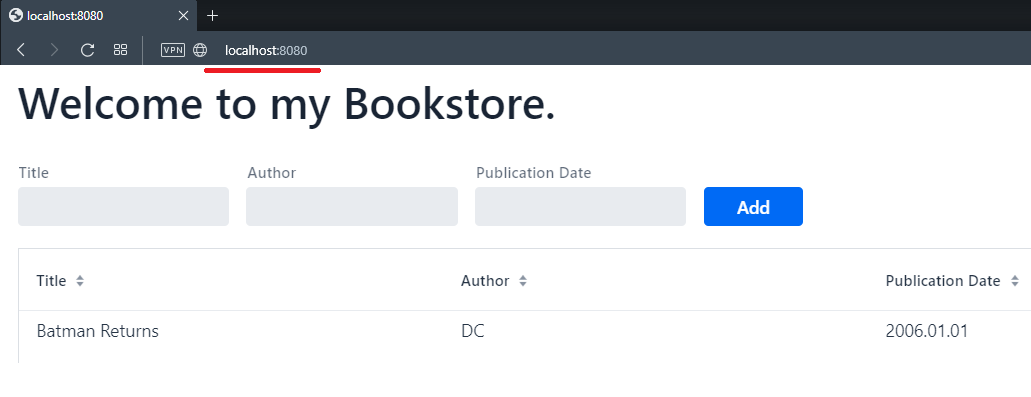 localhost:8080
VPN localhost:8080
Welcome to my Bookstore.
Title Author Publication Date
Add
Title Author Publication Date
Batman Returns DC 2006.01.01